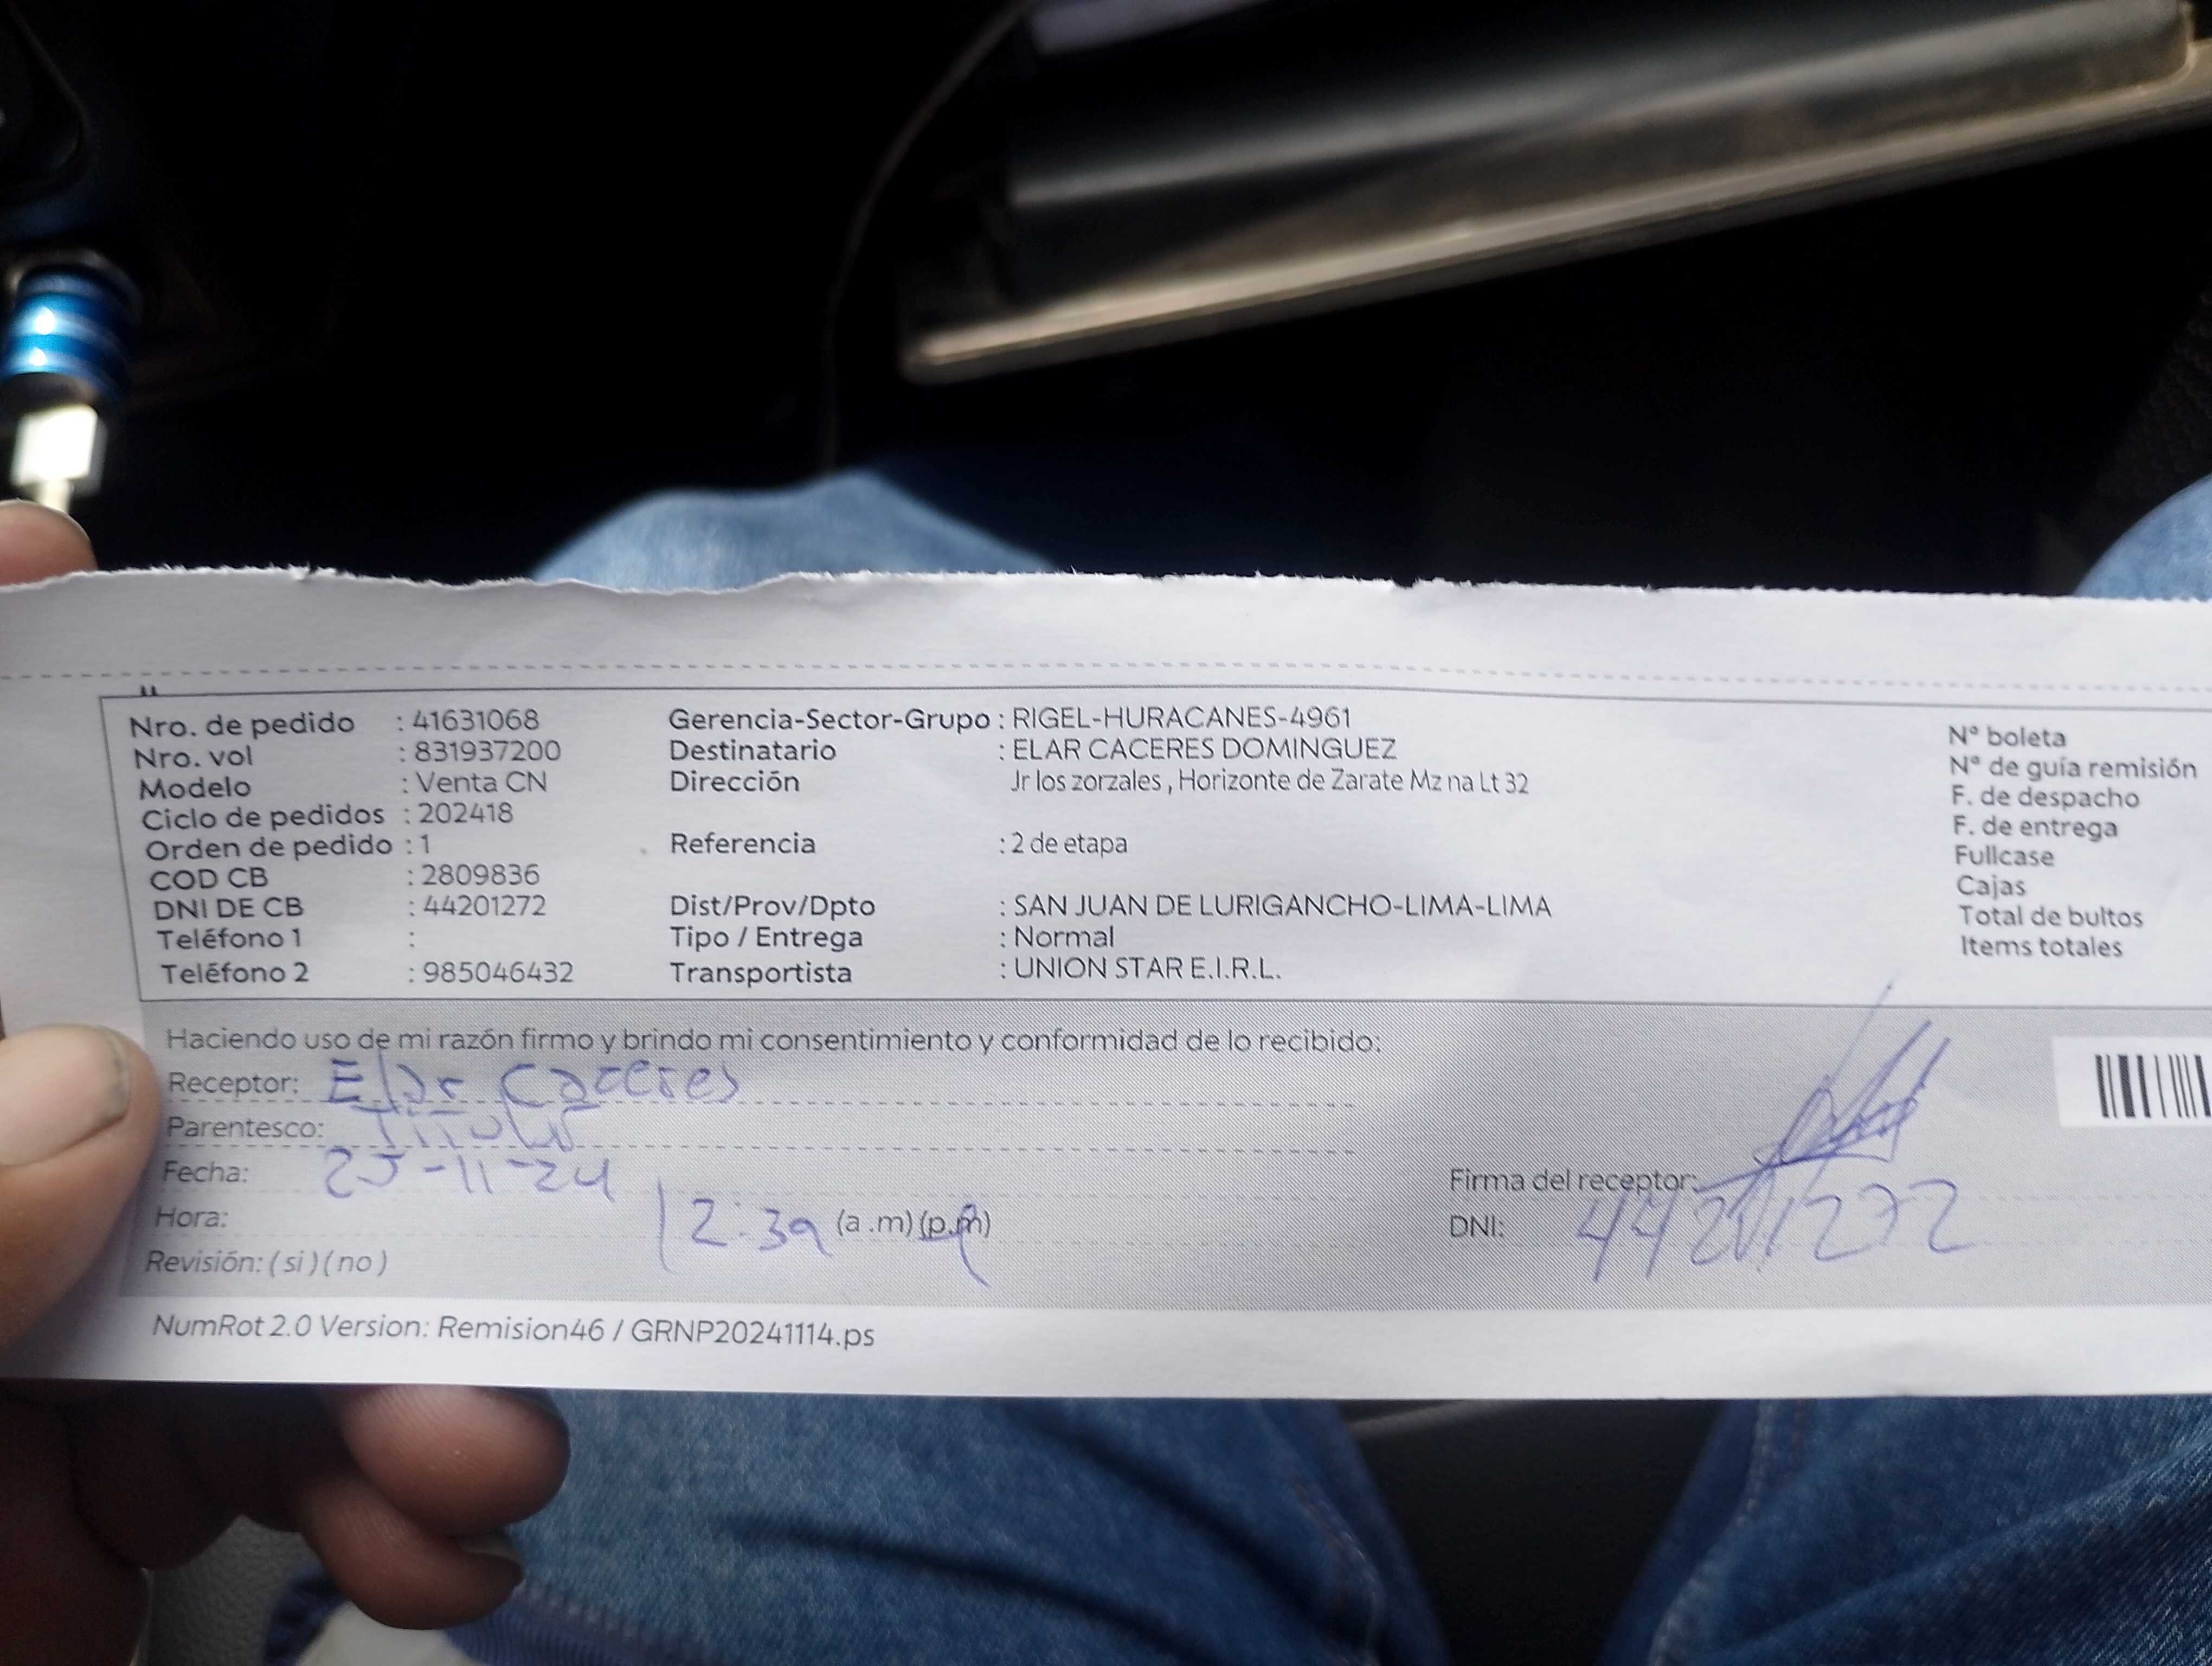 Nro. de pedido : 41631068 Gerencia-Sector-Grupo : RIGEL-HURACANES-4961 N° boleta
Nro. vol : 831937200 Destinatario : ELAR CACERES DOMINGUEZ N° de guía remisión
Modelo : Venta CN Dirección Jr los zorzales , Horizonte de Zarate Mz na Lt 32 F. de despacho
Ciclo de pedidos : 202418 F. de entrega
Orden de pedido : 1 Referencia : 2 de etapa Fullcase
COD CB : 2809836 Cajas
DNI DE CB : 44201272 Dist/Prov/Dpto : SAN JUAN DE LURIGANCHO-LIMA-LIMA Total de bultos
Teléfono 1 : Tipo / Entrega : Normal Items totales
Teléfono 2 : 985046432 Transportista : UNION STAR E.I.R.L.
Haciendo uso de mi razón firmo y brindo mi consentimiento y conformidad de lo recibido:
Receptor: Elar Caceres
Parentesco:
Fecha: 25-11-24 Firma del receptor:
Hora: 12:39 (a .m) (p.m) DNI: 44201272
Revisión: ( si ) ( no )
NumRot 2.0 Version: Remision46 / GRNP20241114.ps